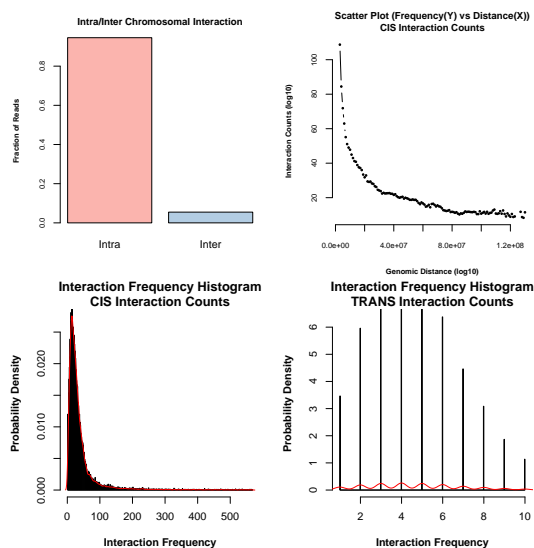 Intra/Inter Chromosomal Interaction
Fraction of Reads
0.0
0.2
0.4
0.6
0.8
Intra
Inter
Scatter Plot (Frequency(Y) vs Distance(X))
CIS Interaction Counts
Interaction Counts (log10)
20
40
60
80
100
0.0e+00
4.0e+07
8.0e+07
1.2e+08
Genomic Distance (log10)
Interaction Frequency Histogram
CIS Interaction Counts
Probability Density
0.000
0.010
0.020
0
100
200
300
400
500
Interaction Frequency
Interaction Frequency Histogram
TRANS Interaction Counts
Probability Density
0
1
2
3
4
5
6
2
4
6
8
10
Interaction Frequency